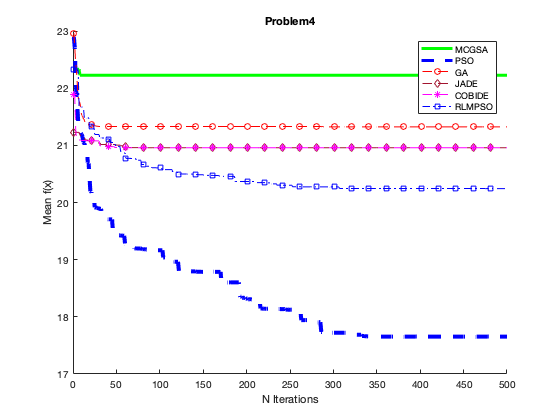 Problem4
23
22
21
20
19
18
17
Mean f(x)
MCGSA
PSO
GA
JADE
COBIDE
RLMPSO
0 50 100 150 200 250 300 350 400 450 500
N Iterations